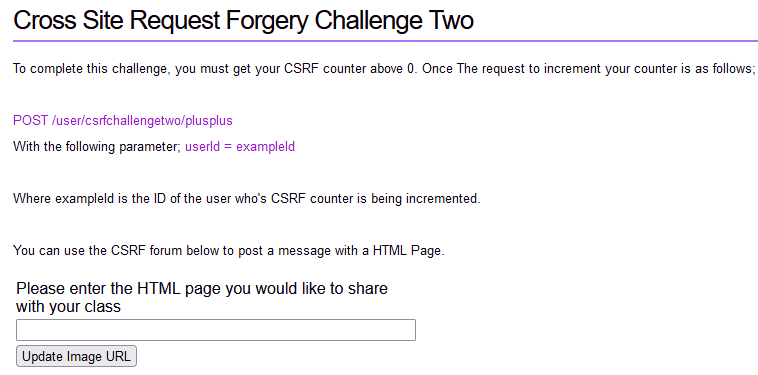 Cross Site Request Forgery Challenge Two
To complete this challenge, you must get your CSRF counter above 0. Once The request to increment your counter is as follows;
POST /user/csrfchallengetwo/plusplus
With the following parameter; userId = exampleId
Where exampleId is the ID of the user who's CSRF counter is being incremented.
You can use the CSRF forum below to post a message with a HTML Page.
Please enter the HTML page you would like to share
with your class
Update Image URL